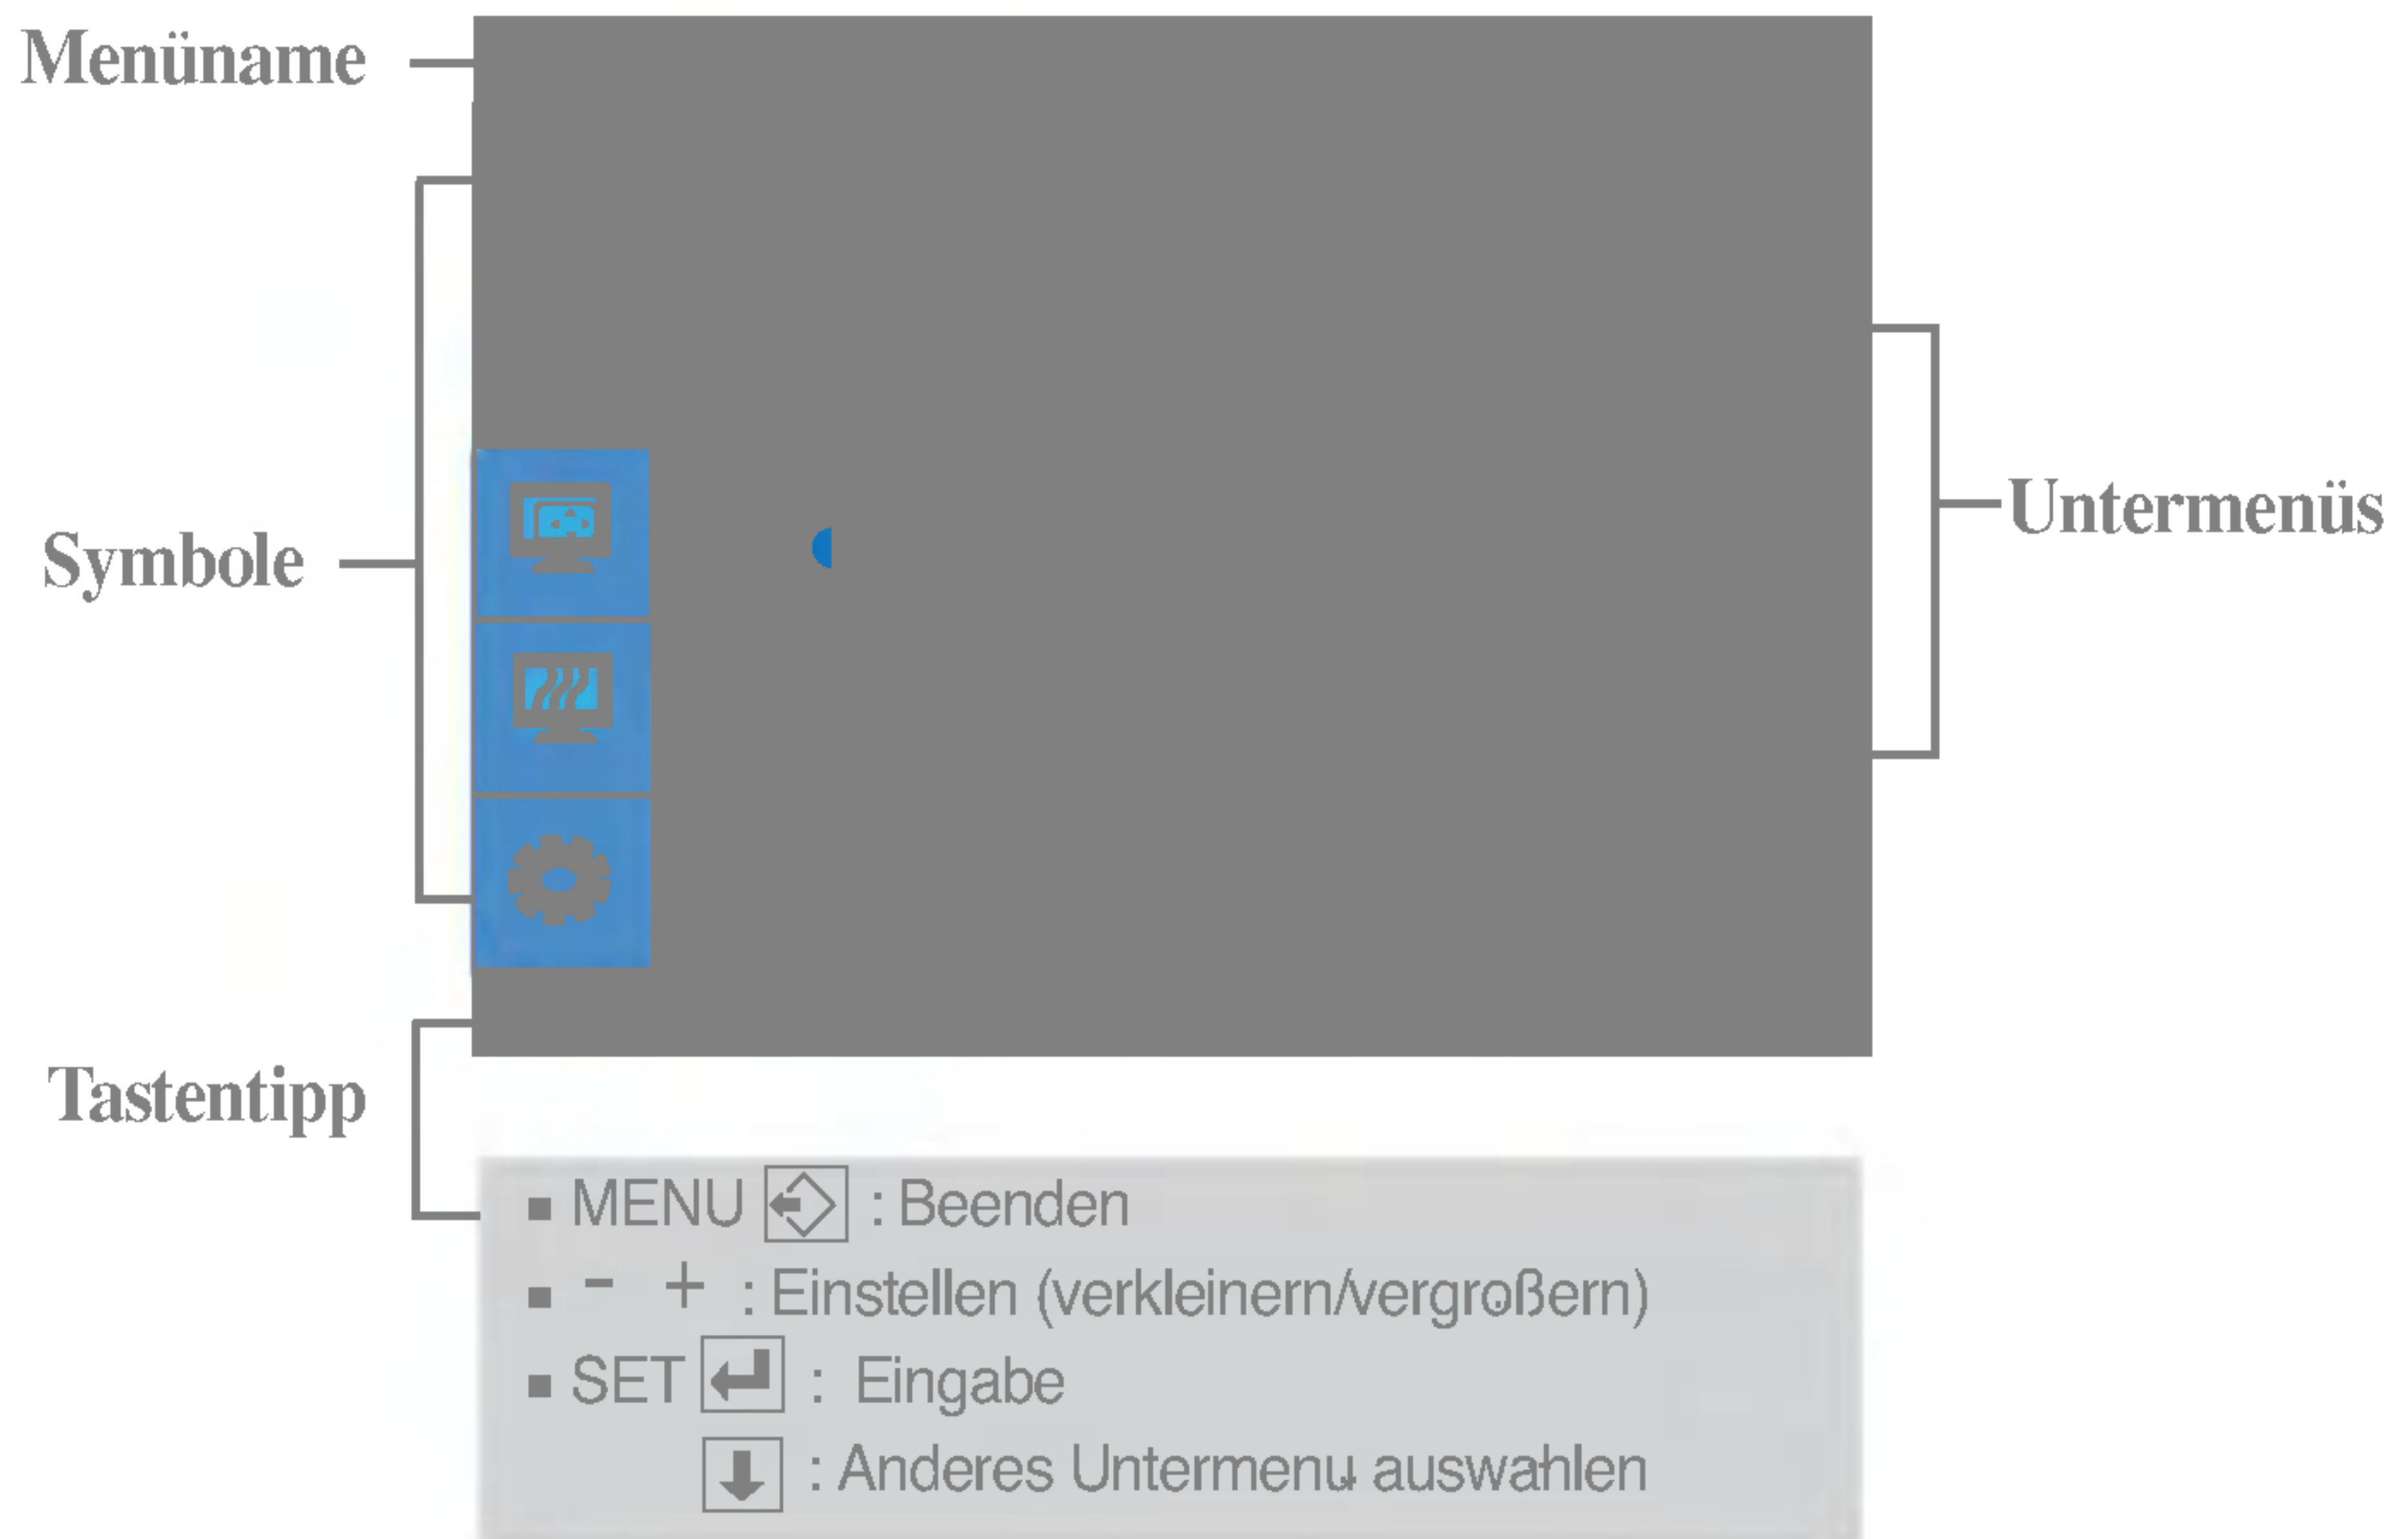 Menüname
Symbole
Untermenüs
Tastentipp
■ MENU : Beenden
■ - + : Einstellen (verkleinern/vergroßern)
■ SET : Eingabe
: Anderes Untermenu auswahlen